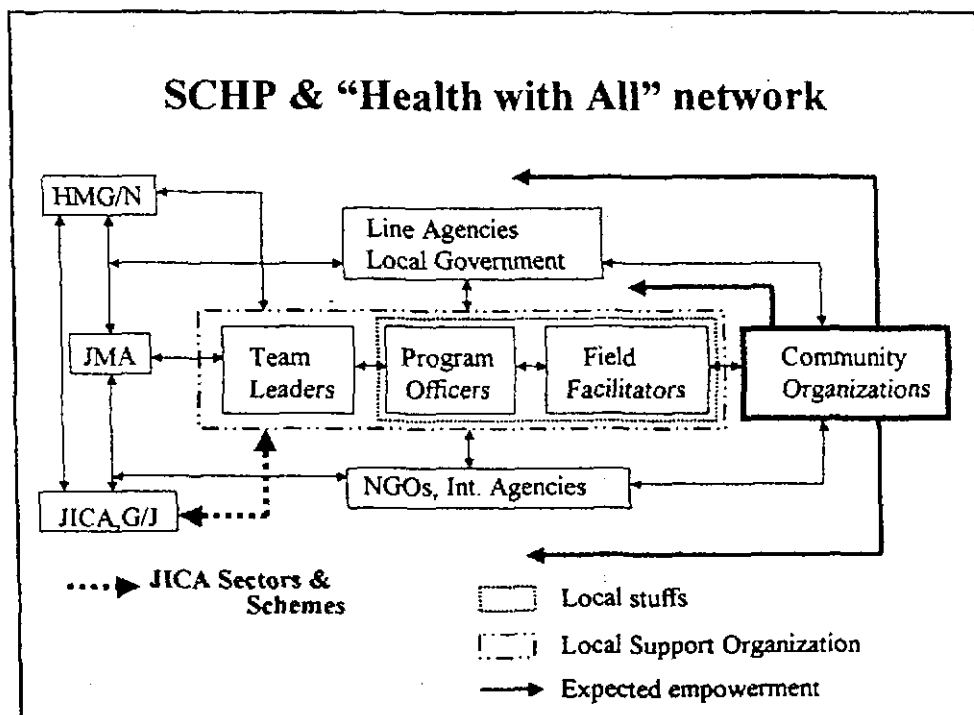 SCHP & “Health with All” network
HMG/N
Line Agencies
Local Government
JMA
Team
Leaders
Program
Officers
Field
Facilitators
Community
Organizations
NGOs, Int. Agencies
JICA, G/J
JICA Sectors &
Schemes
Local stuffs
Local Support Organization
Expected empowerment